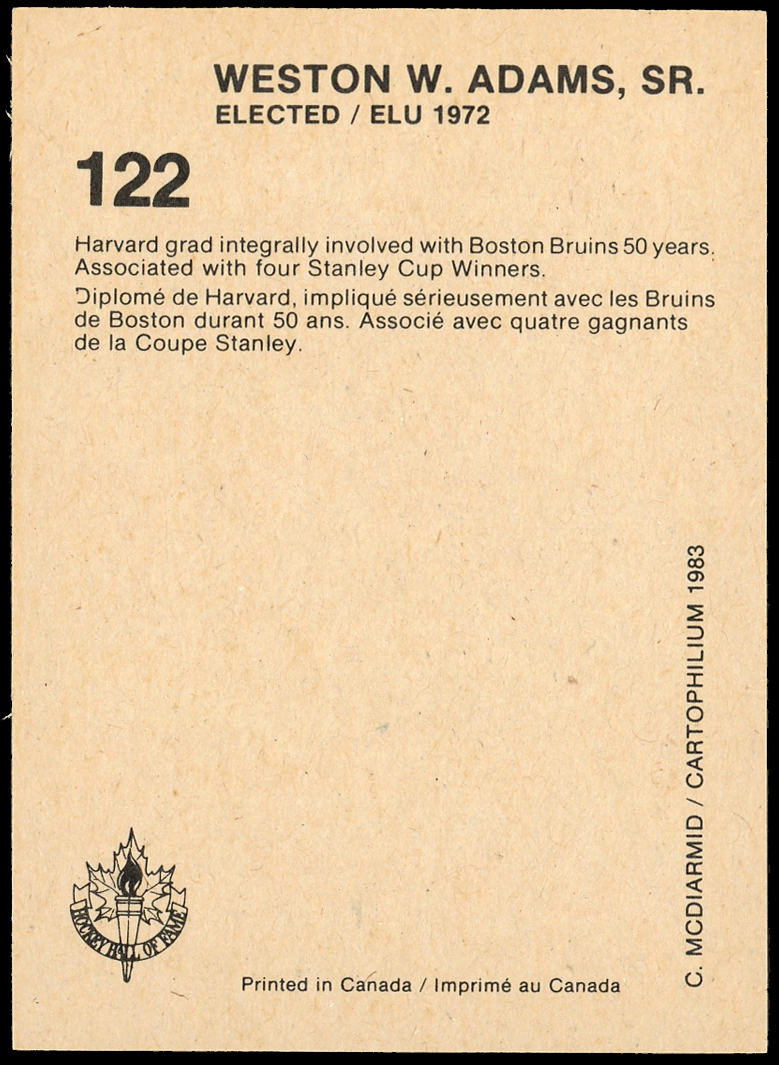 WESTON W. ADAMS, SR.
ELECTED / ELU 1972
122
Harvard grad integrally involved with Boston Bruins 50 years.
Associated with four Stanley Cup Winners.
Diplomé de Harvard, impliqué sérieusement avec les Bruins
de Boston durant 50 ans. Associé avec quatre gagnants
de la Coupe Stanley.
C. MCDIARMID / CARTOPHILIUM 1983
HOCKEY HALL OF FAME
Printed in Canada / Imprimé au Canada